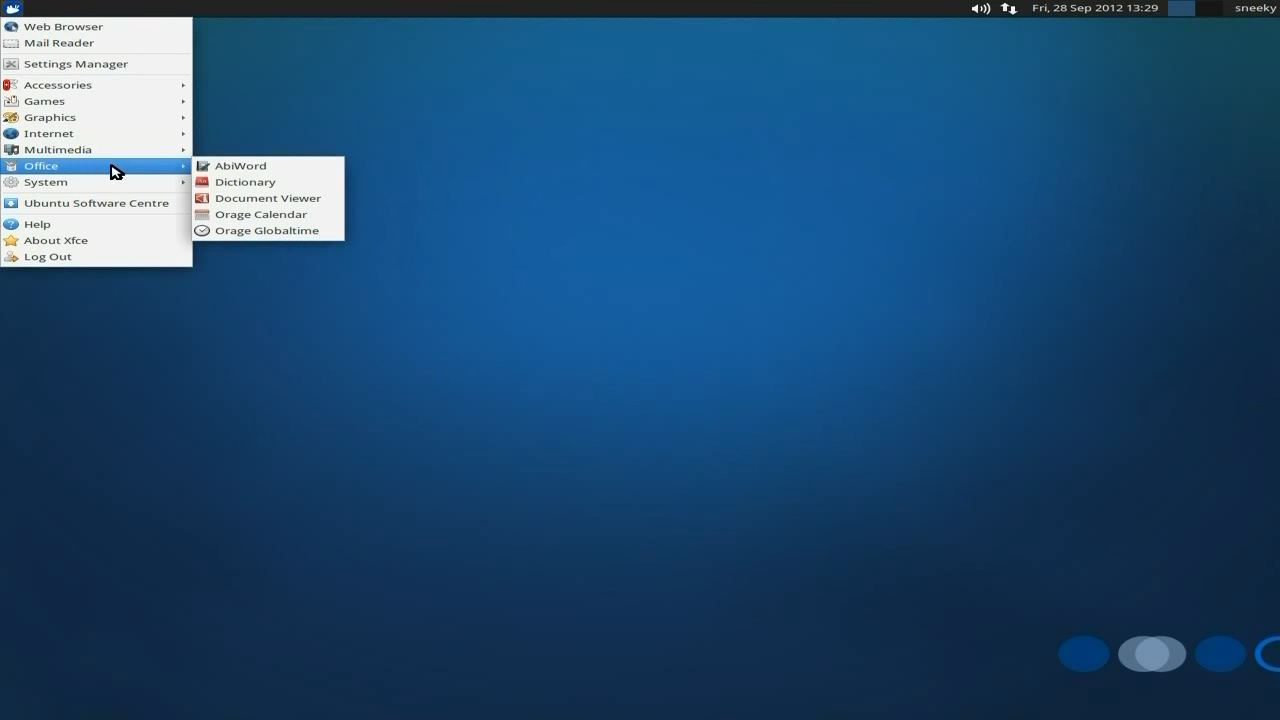 Fri, 28 Sep 2012 13:29
sneeky
Web Browser
Mail Reader
Settings Manager
Accessories
Games
Graphics
Internet
Multimedia
Office
System
Ubuntu Software Centre
Help
About Xfce
Log Out
AbiWord
Dictionary
Document Viewer
Orage Calendar
Orage Globaltime